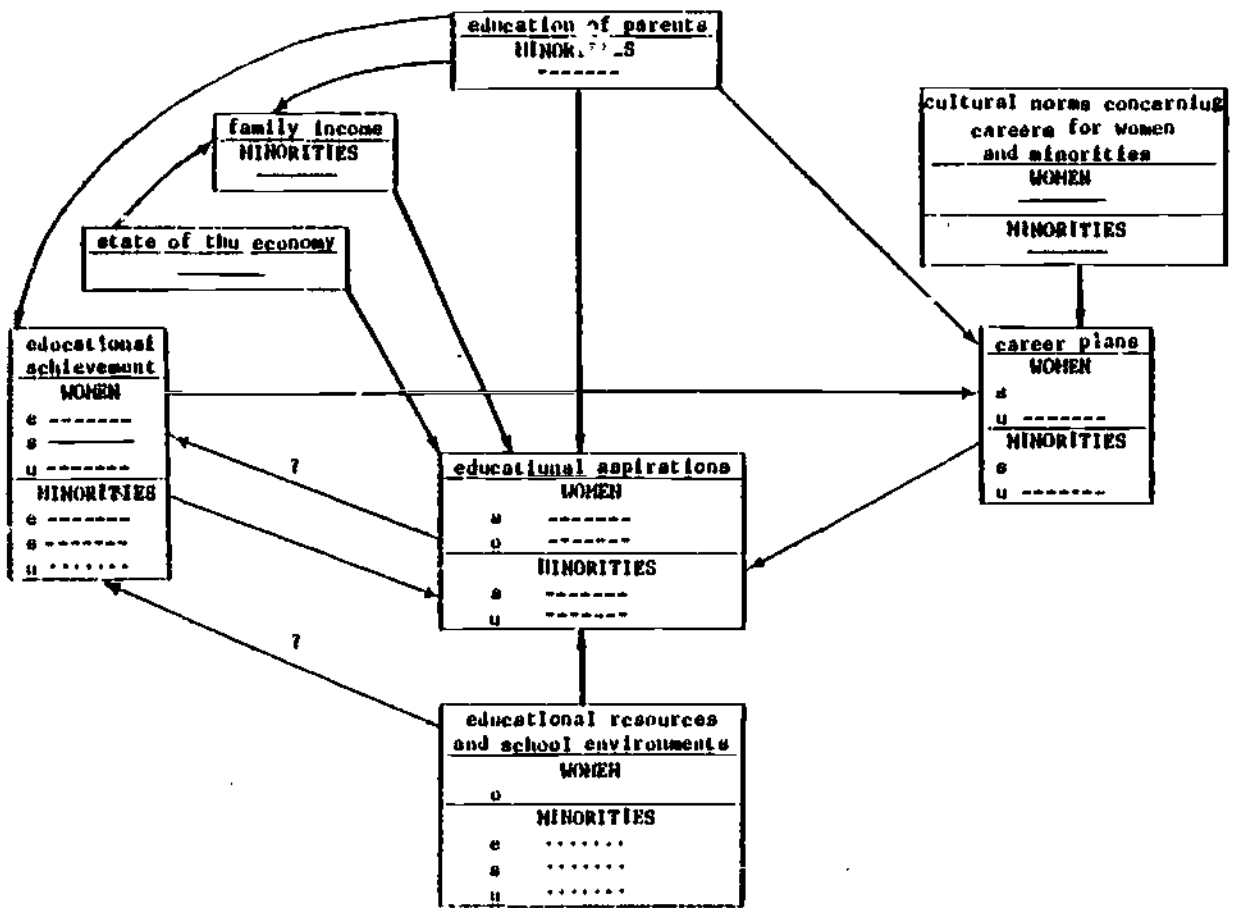 education of parents
MINORITIES
family income
MINORITIES
state of thu economy
cultural norms concerning
careers for women
and minorities
WOMEN
MINORITIES
educational
achievement
WOMEN
e
s
u
MINORITIES
e
s
u
career plans
WOMEN
s
u
MINORITIES
s
u
?
educational aspirations
WOMEN
s
u
MINORITIES
s
u
?
educational resources
and school environments
WOMEN
u
MINORITIES
e
s
u